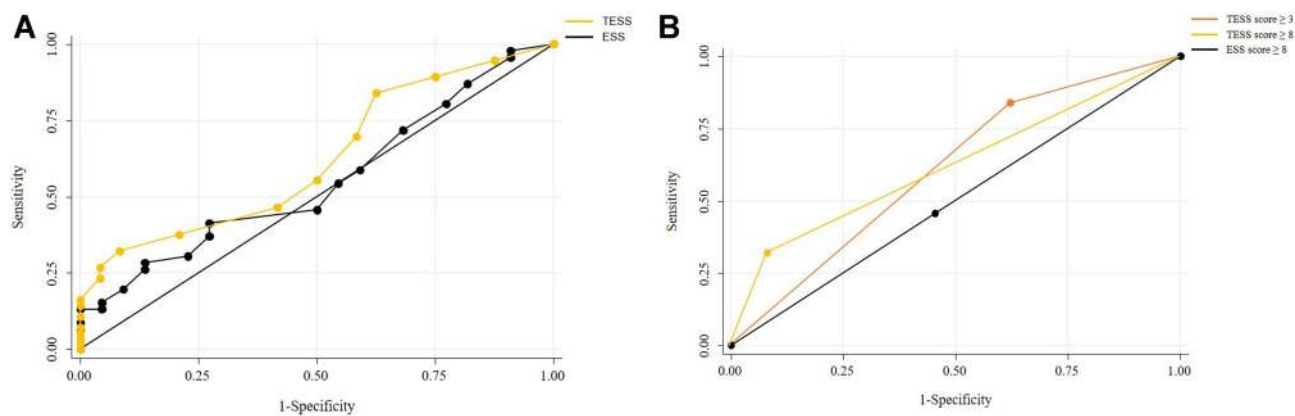 A
TESS
ESS
1.00
0.75
0.50
0.25
0.00
Sensitivity
0.00 0.25 0.50 0.75 1.00
1-Specificity
B
TESS score ≥ 3
TESS score ≥ 8
ESS score ≥ 8
1.00
0.75
0.50
0.25
0.00
Sensitivity
0.00 0.25 0.50 0.75 1.00
1-Specificity